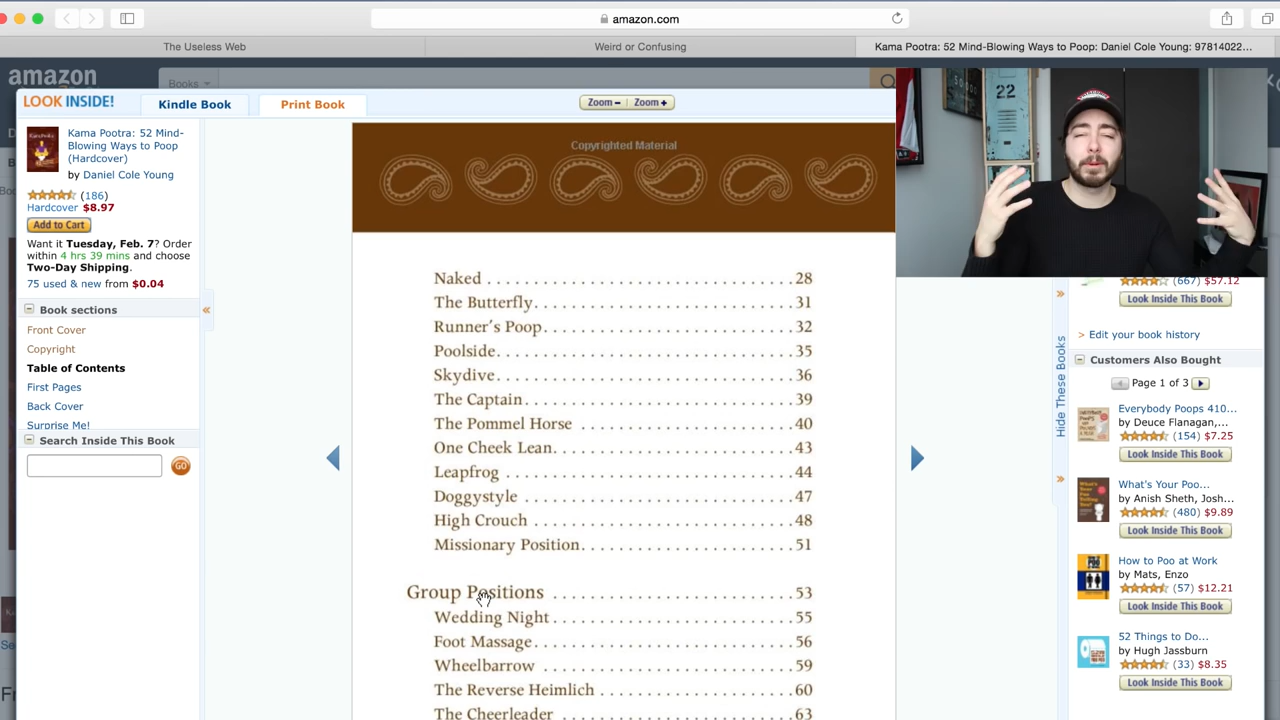 amazon.com
The Useless Web
Weird or Confusing
Kama Pootra: 52 Mind-Blowing Ways to Poop: Daniel Cole Young: 97814022...
amazon
Books
LOOK INSIDE!
Kindle Book
Print Book
Zoom –
Zoom +
Kama Pootra: 52 Mind-
Blowing Ways to Poop
(Hardcover)
by Daniel Cole Young
(186)
Hardcover $8.97
Add to Cart
Want it Tuesday, Feb. 7? Order
within 4 hrs 39 mins and choose
Two-Day Shipping.
75 used & new from $0.04
Book sections
Front Cover
Copyright
Table of Contents
First Pages
Back Cover
Surprise Me!
Search Inside This Book
GO
Copyrighted Material
Naked . . . . . . . . . . . . . . . . . . . . . . . . . . . . . . . . . 28
The Butterfly. . . . . . . . . . . . . . . . . . . . . . . . . . . . 31
Runner's Poop. . . . . . . . . . . . . . . . . . . . . . . . . . . 32
Poolside. . . . . . . . . . . . . . . . . . . . . . . . . . . . . . . . 35
Skydive. . . . . . . . . . . . . . . . . . . . . . . . . . . . . . . . 36
The Captain. . . . . . . . . . . . . . . . . . . . . . . . . . . . . 39
The Pommel Horse . . . . . . . . . . . . . . . . . . . . . . . . 40
One Cheek Lean. . . . . . . . . . . . . . . . . . . . . . . . . . 43
Leapfrog . . . . . . . . . . . . . . . . . . . . . . . . . . . . . . . 44
Doggystyle . . . . . . . . . . . . . . . . . . . . . . . . . . . . . 47
High Crouch . . . . . . . . . . . . . . . . . . . . . . . . . . . . 48
Missionary Position. . . . . . . . . . . . . . . . . . . . . . . 51
Group Positions . . . . . . . . . . . . . . . . . . . . . . . . . . 53
Wedding Night . . . . . . . . . . . . . . . . . . . . . . . . . . 55
Foot Massage. . . . . . . . . . . . . . . . . . . . . . . . . . . . 56
Wheelbarrow . . . . . . . . . . . . . . . . . . . . . . . . . . . 59
The Reverse Heimlich . . . . . . . . . . . . . . . . . . . . . 60
The Cheerleader . . . . . . . . . . . . . . . . . . . . . . . . . 63
22
(667) $57.12
Look Inside This Book
> Edit your book history
Hide These Books
Customers Also Bought
Page 1 of 3
Everybody Poops 410...
by Deuce Flanagan,...
(154) $7.25
Look Inside This Book
What's Your Poo...
by Anish Sheth, Josh...
(480) $9.89
Look Inside This Book
How to Poo at Work
by Mats, Enzo
(57) $12.21
Look Inside This Book
52 Things to Do...
by Hugh Jassburn
(33) $8.35
Look Inside This Book